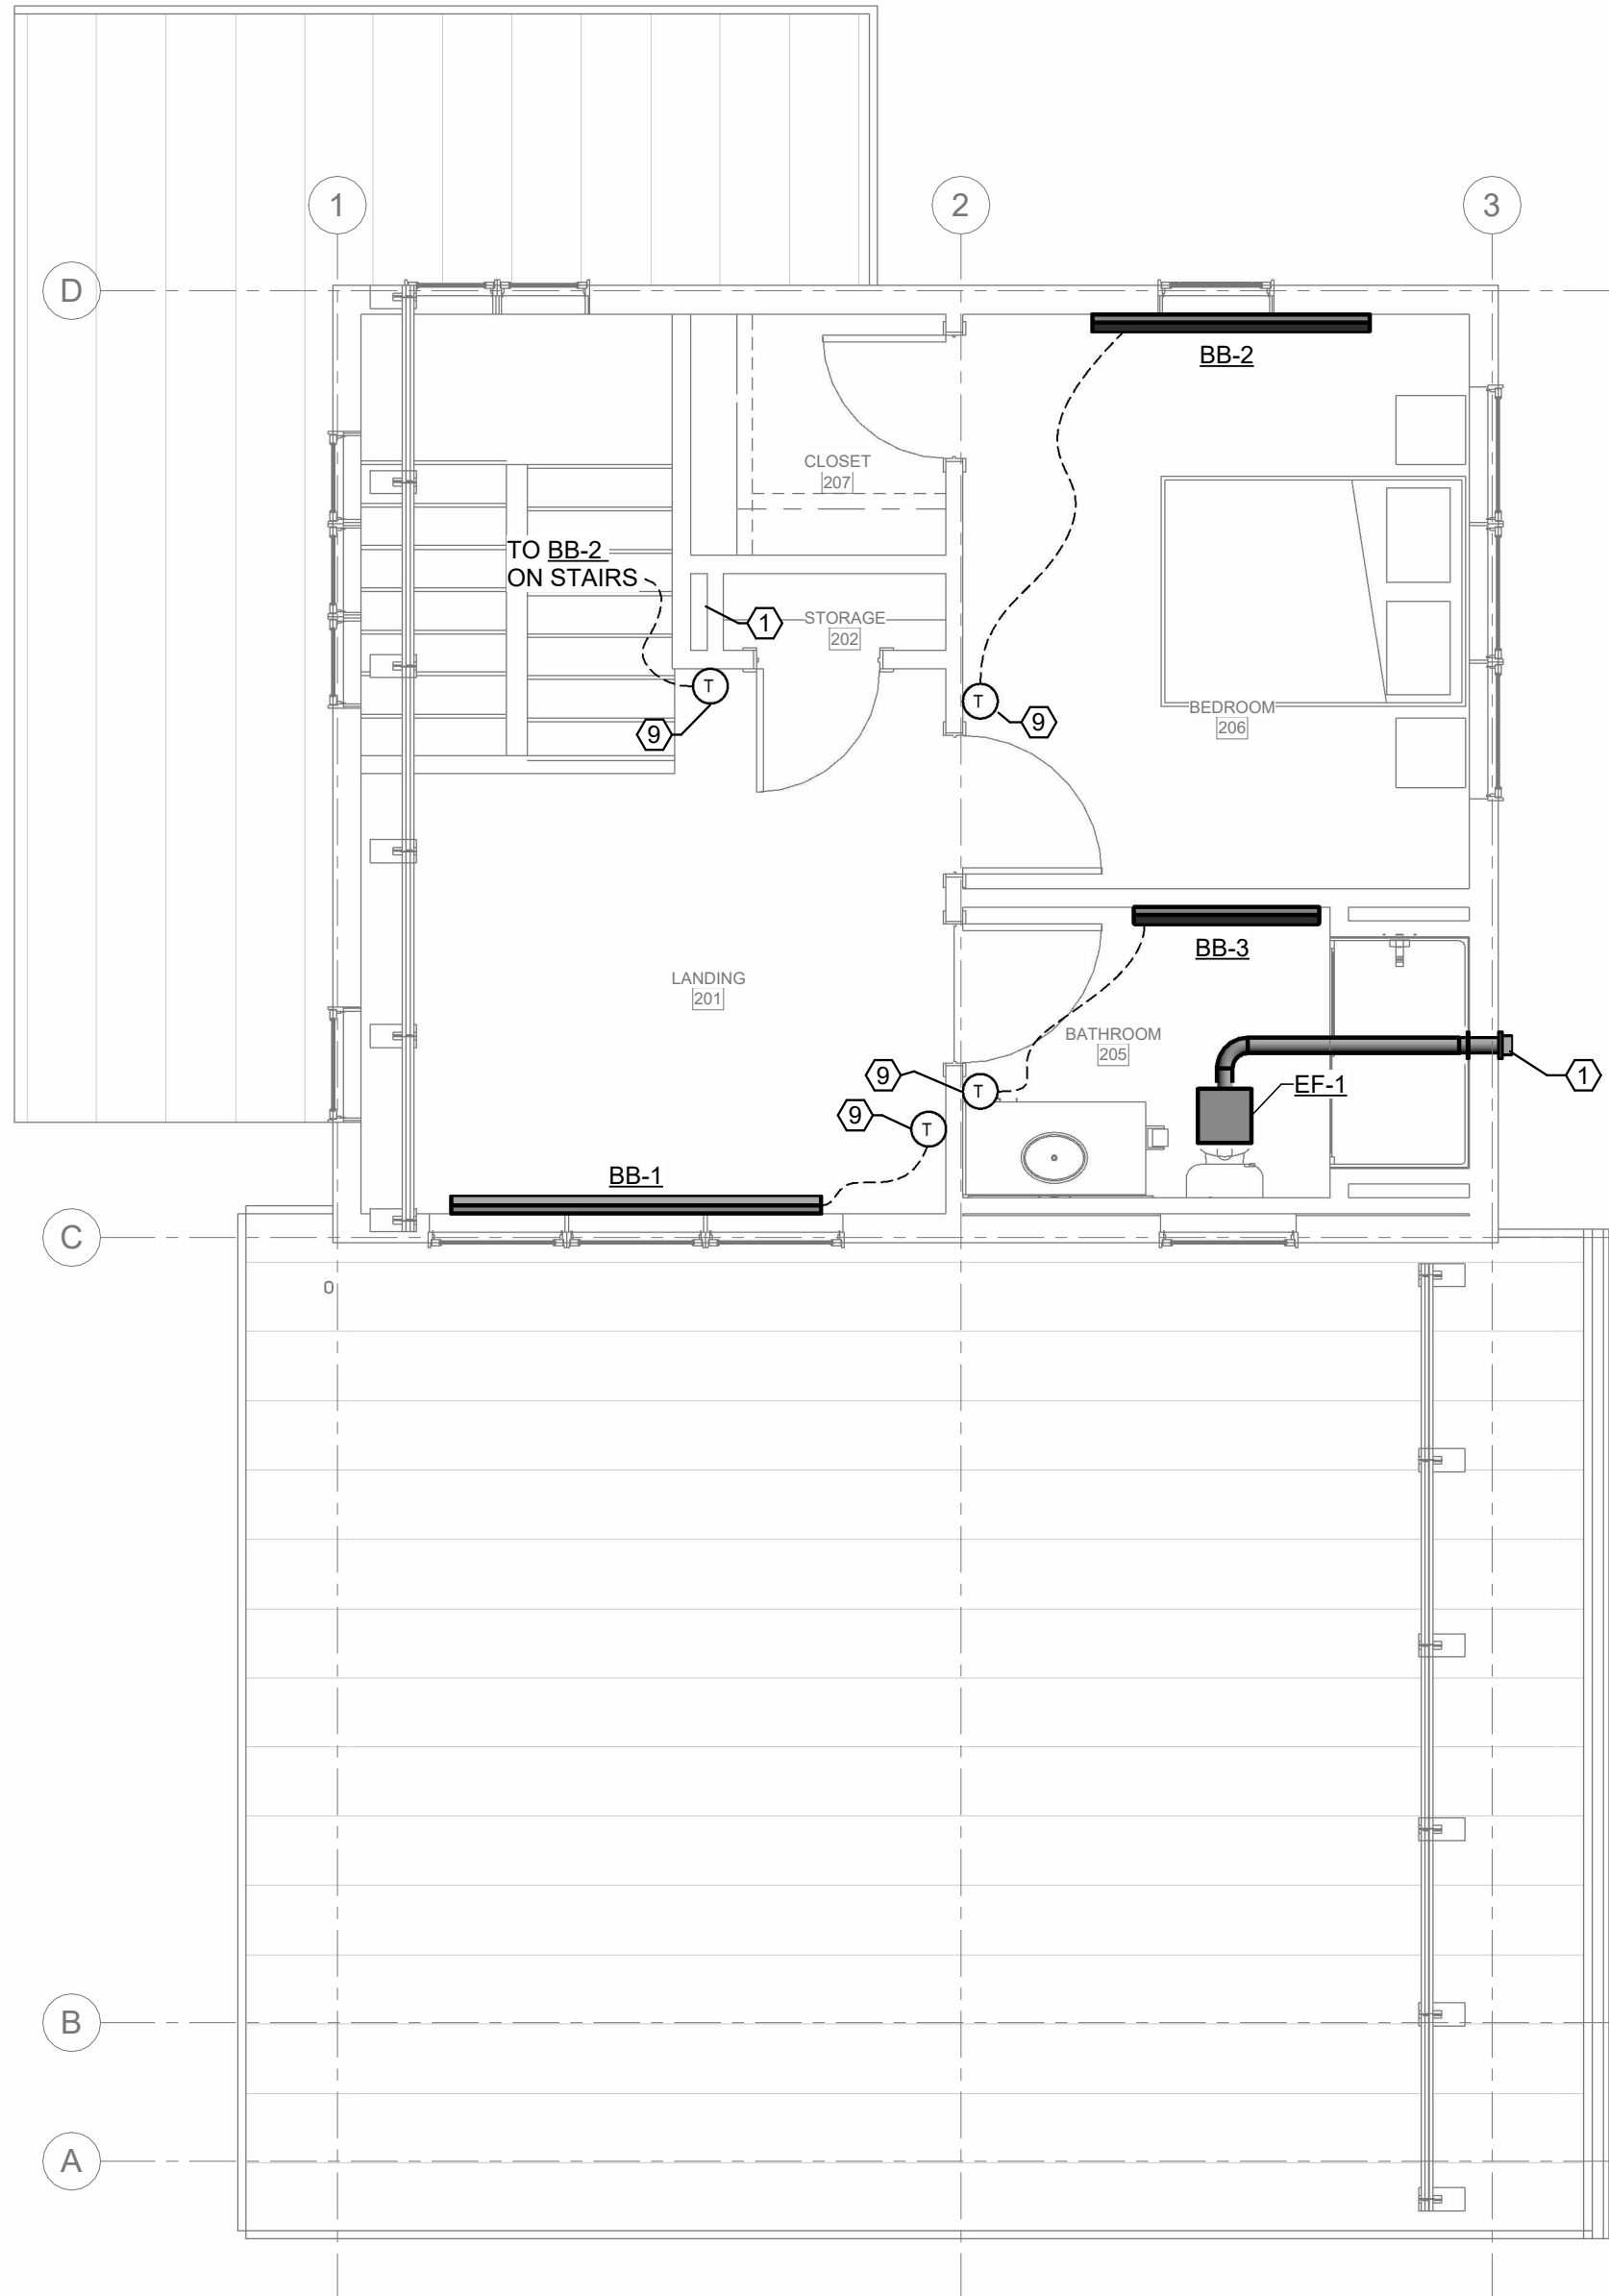 1
2
3
D
BB-2
CLOSET
207
TO BB-2
ON STAIRS
1
STORAGE
202
T
9
T
9
BEDROOM
206
BB-3
LANDING
201
BATHROOM
205
9
T
EF-1
1
9
T
BB-1
C
0
B
A